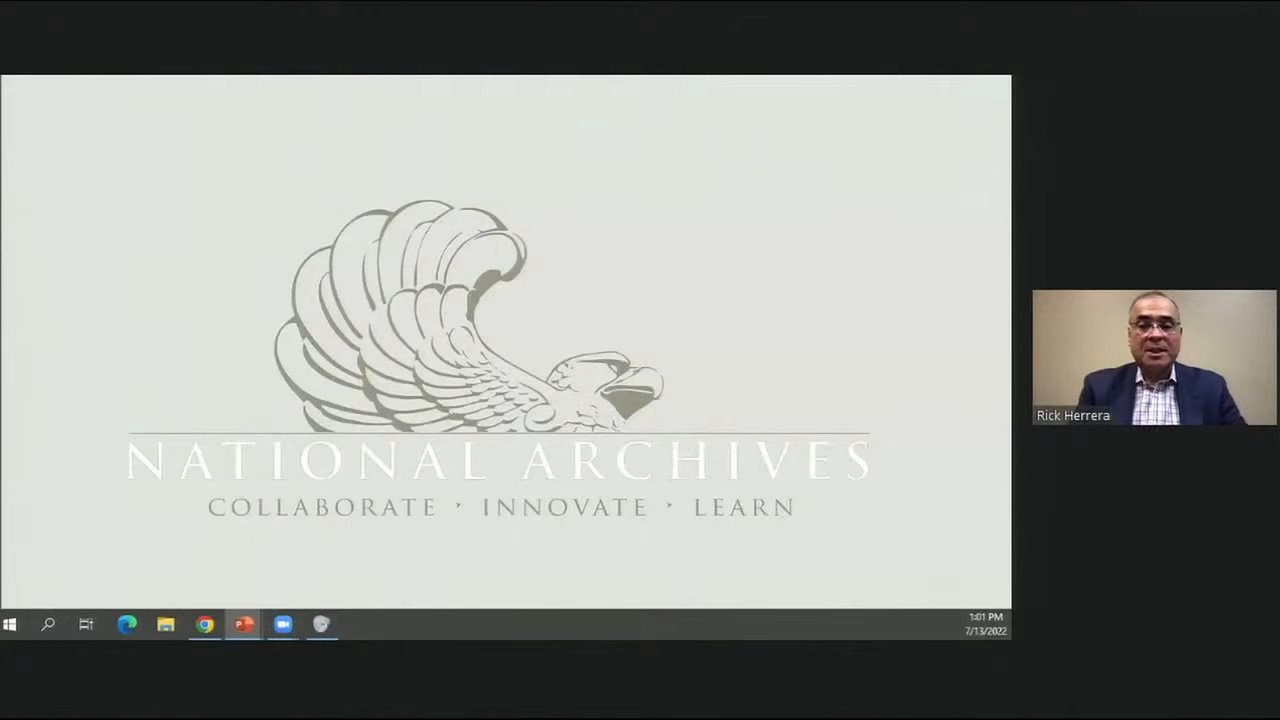 NATIONAL ARCHIVES
COLLABORATE · INNOVATE · LEARN
Rick Herrera
1:01 PM
7/13/2022